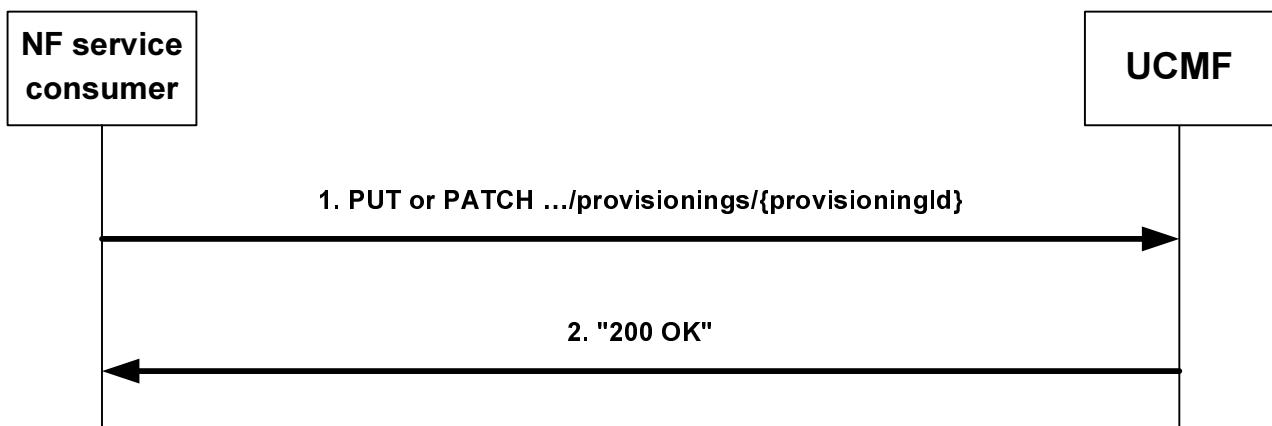 NF service
consumer
UCMF
1. PUT or PATCH …/provisionings/{provisioningId}
2. "200 OK"